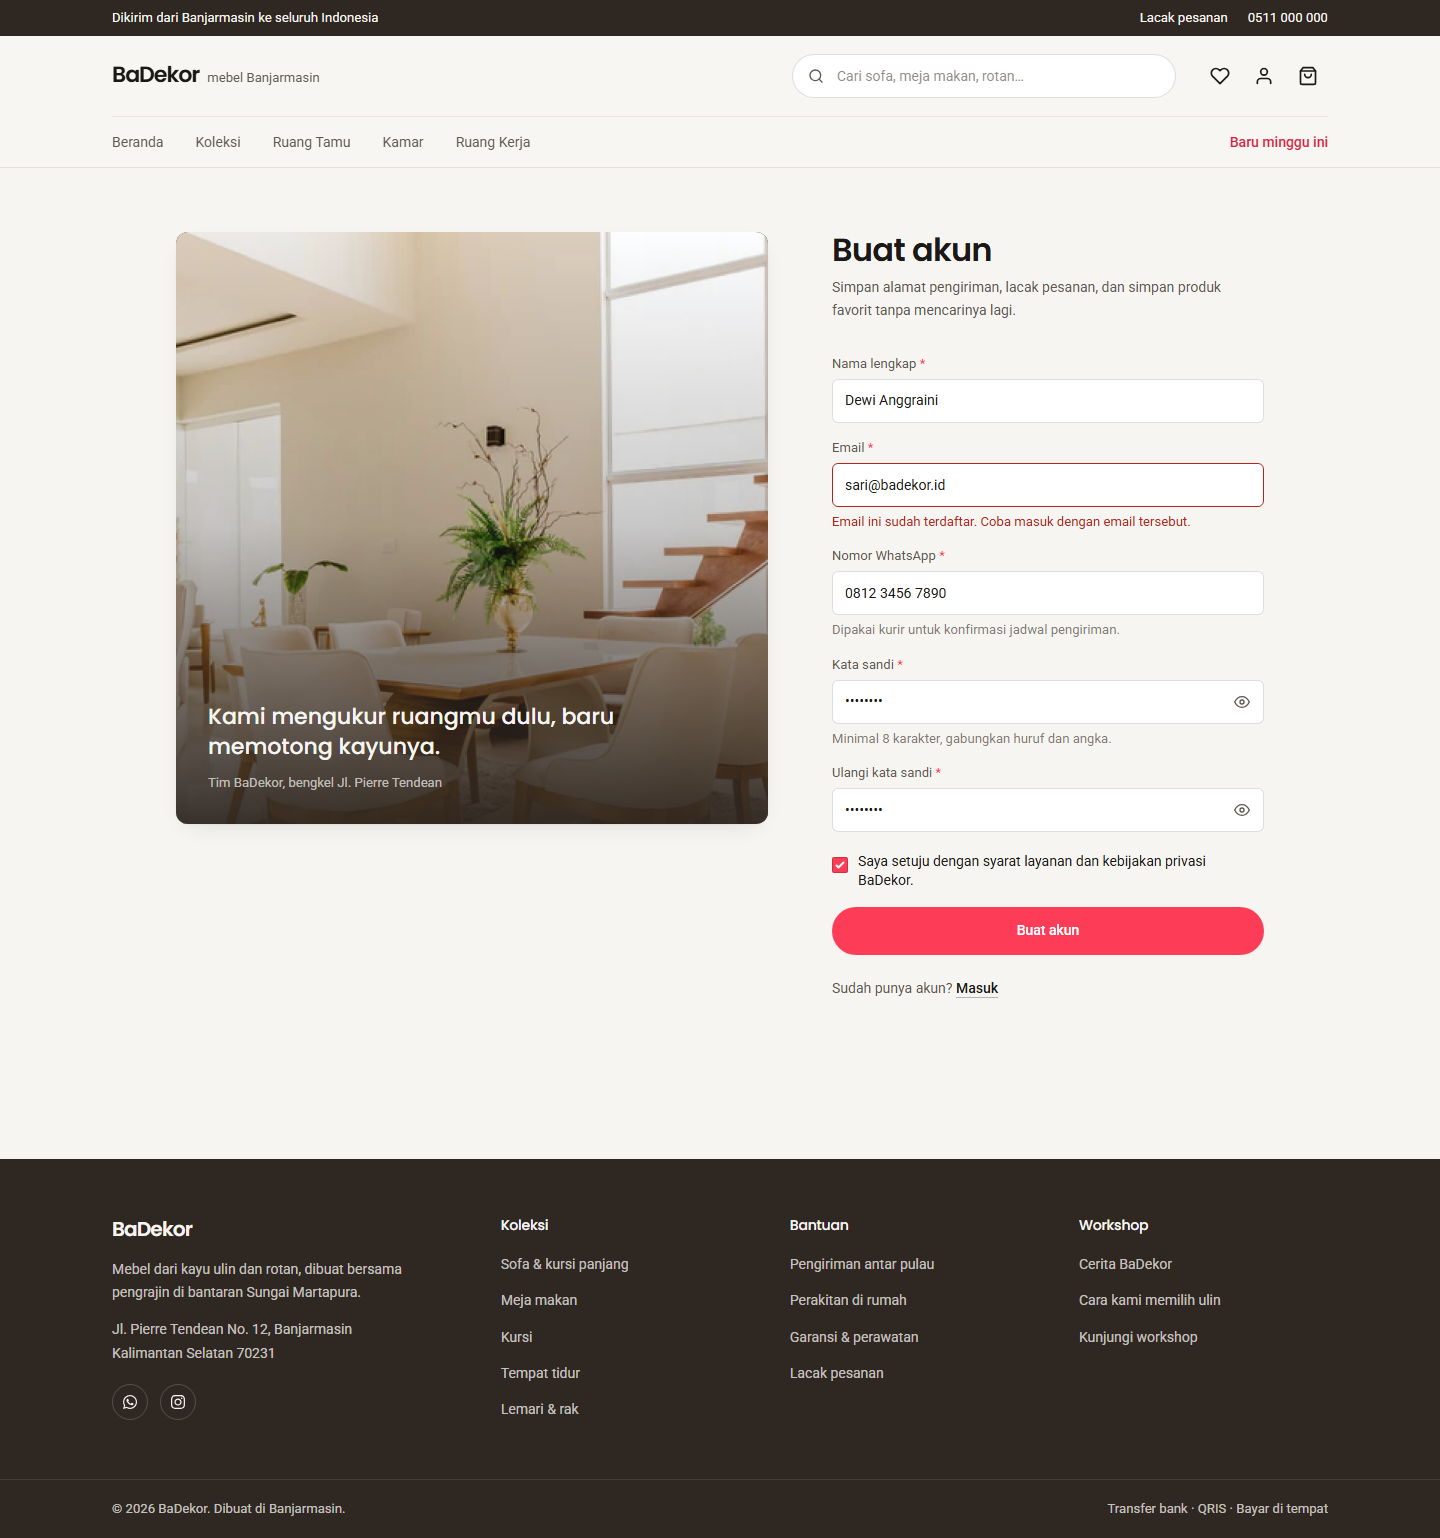 Dikirim dari Banjarmasin ke seluruh Indonesia
Lacak pesanan
0511 000 000
BaDekor mebel Banjarmasin
Cari sofa, meja makan, rotan...
Beranda
Koleksi
Ruang Tamu
Kamar
Ruang Kerja
Baru minggu ini
Kami mengukur ruangmu dulu, baru
memotong kayunya.
Tim BaDekor, bengkel Jl. Pierre Tendean
Buat akun
Simpan alamat pengiriman, lacak pesanan, dan simpan produk
favorit tanpa mencarinya lagi.
Nama lengkap *
Dewi Anggraini
Email *
sari@badekor.id
Email ini sudah terdaftar. Coba masuk dengan email tersebut.
Nomor WhatsApp *
0812 3456 7890
Dipakai kurir untuk konfirmasi jadwal pengiriman.
Kata sandi *
••••••••
Minimal 8 karakter, gabungkan huruf dan angka.
Ulangi kata sandi *
••••••••
Saya setuju dengan syarat layanan dan kebijakan privasi
BaDekor.
Buat akun
Sudah punya akun? Masuk
BaDekor
Mebel dari kayu ulin dan rotan, dibuat bersama
pengrajin di bantaran Sungai Martapura.
Jl. Pierre Tendean No. 12, Banjarmasin
Kalimantan Selatan 70231
Koleksi
Sofa & kursi panjang
Meja makan
Kursi
Tempat tidur
Lemari & rak
Bantuan
Pengiriman antar pulau
Perakitan di rumah
Garansi & perawatan
Lacak pesanan
Workshop
Cerita BaDekor
Cara kami memilih ulin
Kunjungi workshop
© 2026 BaDekor. Dibuat di Banjarmasin.
Transfer bank · QRIS · Bayar di tempat